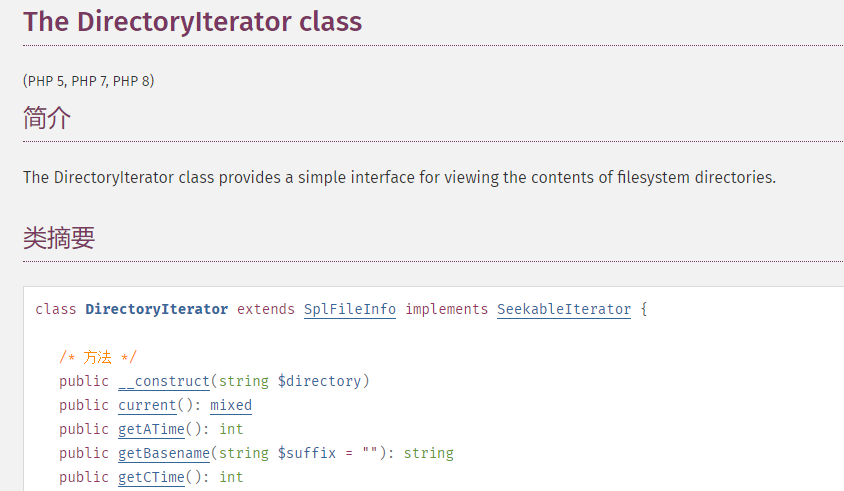 The DirectoryIterator class
(PHP 5, PHP 7, PHP 8)
简介
The DirectoryIterator class provides a simple interface for viewing the contents of filesystem directories.
类摘要
class DirectoryIterator extends SplFileInfo implements SeekableIterator {
/* 方法 */
public __construct(string $directory)
public current(): mixed
public getATime(): int
public getBasename(string $suffix = ""): string
public getCTime(): int